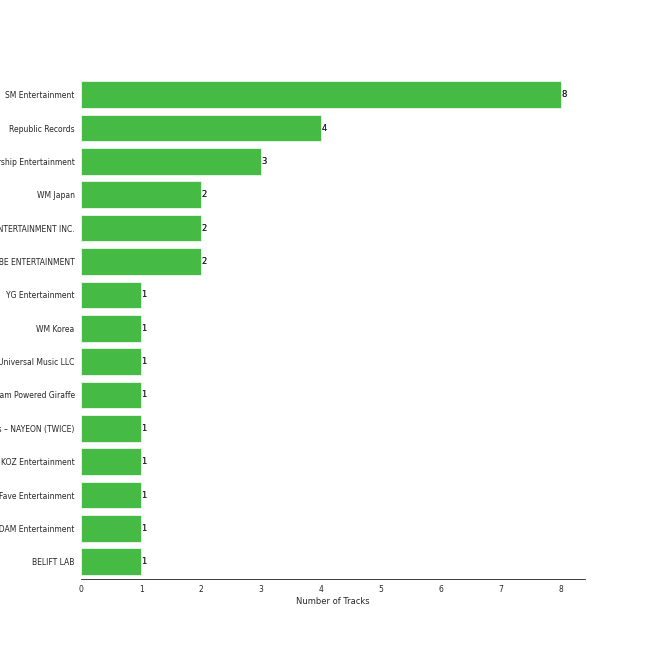 SM Entertainment 8
Republic Records 4
rship Entertainment 3
WM Japan 2
NTERTAINMENT INC. 2
BE ENTERTAINMENT 2
YG Entertainment 1
WM Korea 1
Universal Music LLC 1
am Powered Giraffe 1
s – NAYEON (TWICE) 1
KOZ Entertainment 1
Fave Entertainment 1
DAM Entertainment 1
BELIFT LAB 1
0 1 2 3 4 5 6 7 8
Number of Tracks